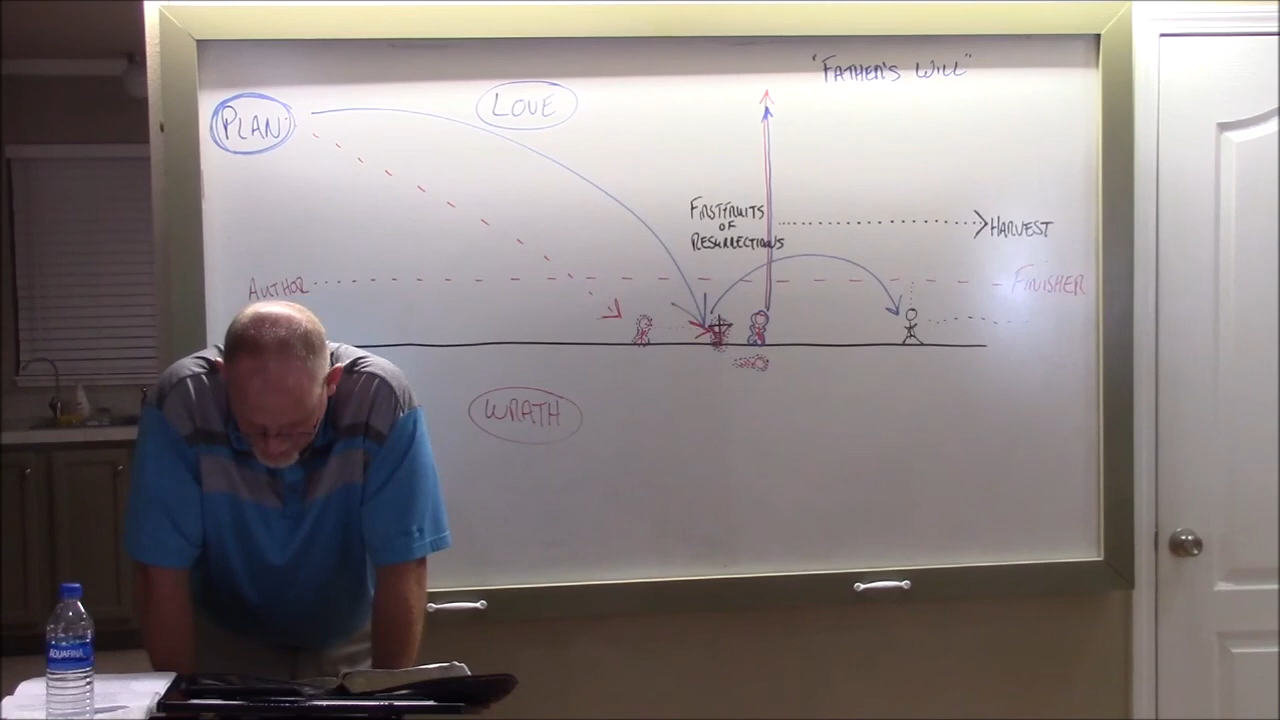 "FATHER'S WILL"
PLAN
LOVE
FIRSTFRUITS
OF
RESURRECTIONS
HARVEST
AUTHOR
FINISHER
WRATH
AQUAFINA